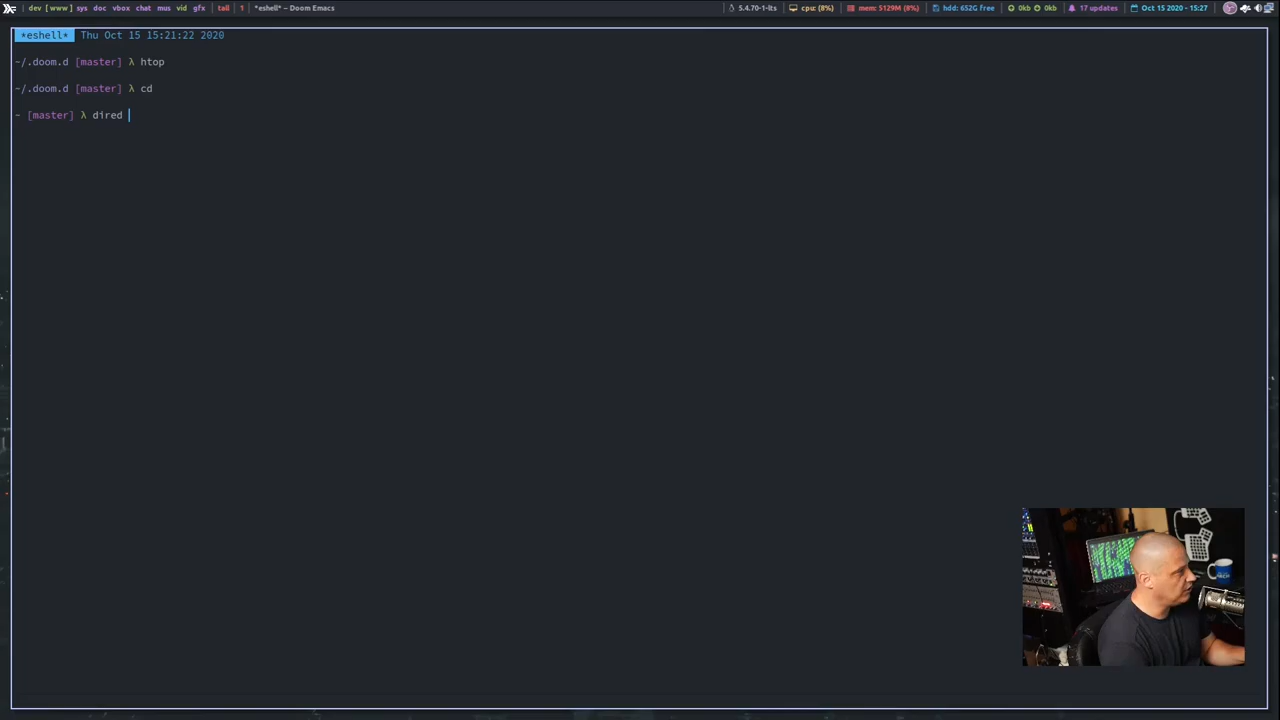 dev [ www ] sys doc vbox chat mus vid gfx | tall | 1 | *eshell* – Doom Emacs 5.4.70-1-lts | cpu: (8%) | mem: 5129M (8%) | hdd: 652G free | 0kb 0kb | 17 updates | Oct 15 2020 - 15:27
*eshell* Thu Oct 15 15:21:22 2020
~/.doom.d [master] λ htop
~/.doom.d [master] λ cd
~ [master] λ dired